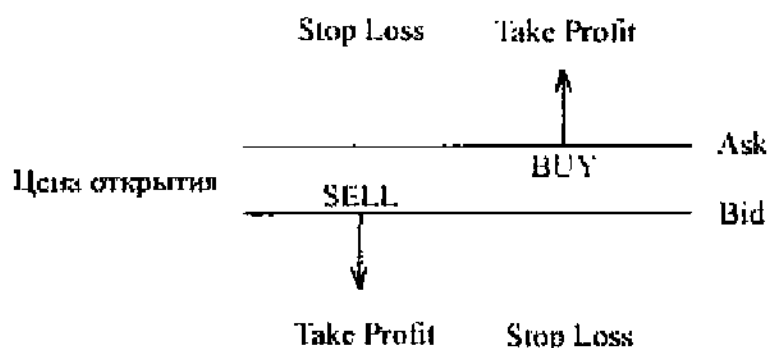 Stop Loss Take Profit
Ask
BUY
Цена открытия
SELL
Bid
Take Profit Stop Loss